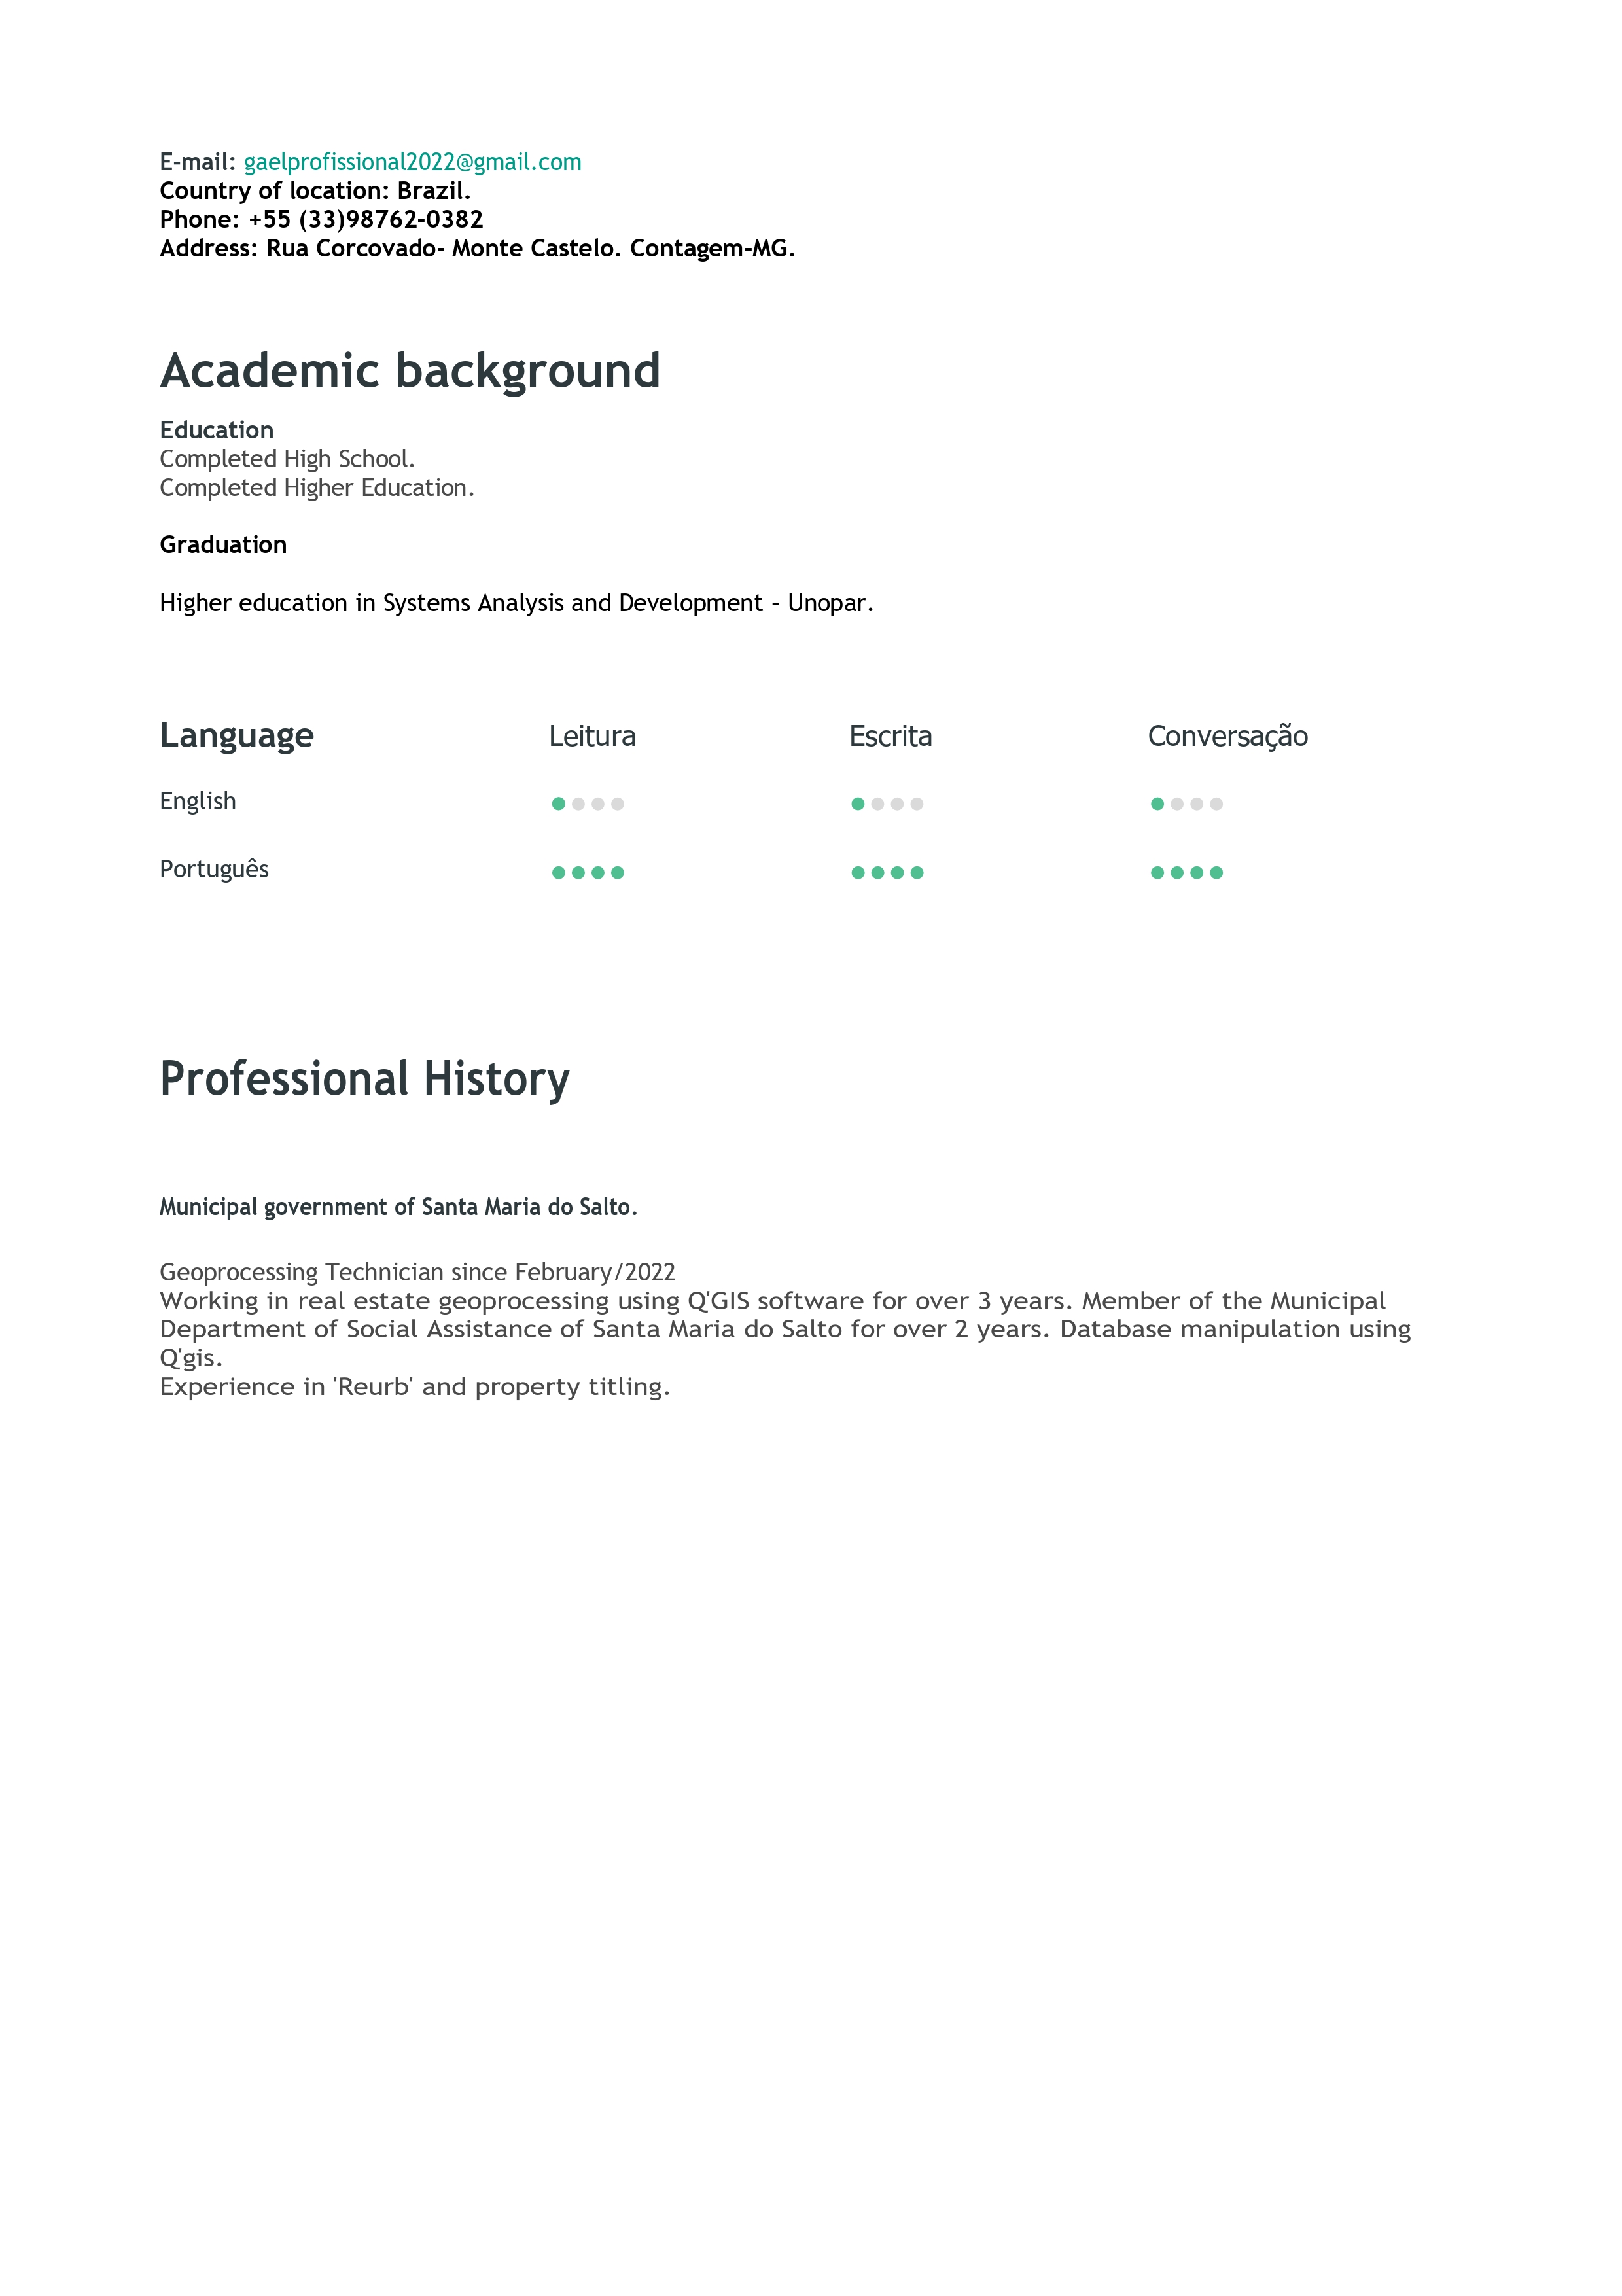 E-mail: gaelprofissional2022@gmail.com
Country of location: Brazil.
Phone: +55 (33)98762-0382
Address: Rua Corcovado- Monte Castelo. Contagem-MG.
Academic background
Education
Completed High School.
Completed Higher Education.
Graduation
Higher education in Systems Analysis and Development – Unopar.
Language Leitura Escrita Conversação
English
Português
Professional History
Municipal government of Santa Maria do Salto.
Geoprocessing Technician since February/2022
Working in real estate geoprocessing using Q'GIS software for over 3 years. Member of the Municipal
Department of Social Assistance of Santa Maria do Salto for over 2 years. Database manipulation using
Q'gis.
Experience in 'Reurb' and property titling.